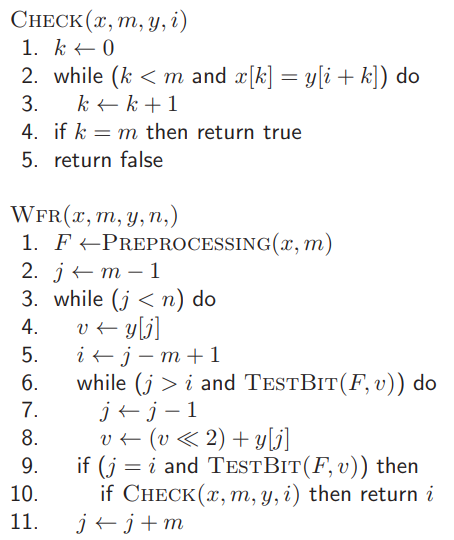 CHECK(x, m, y, i)
1. k ← 0
2. while (k < m and x[k] = y[i + k]) do
3. k ← k + 1
4. if k = m then return true
5. return false
WFR(x, m, y, n,)
1. F ←PREPROCESSING(x, m)
2. j ← m − 1
3. while (j < n) do
4. v ← y[j]
5. i ← j − m + 1
6. while (j > i and TESTBIT(F, v)) do
7. j ← j − 1
8. v ← (v ≪ 2) + y[j]
9. if (j = i and TESTBIT(F, v)) then
10. if CHECK(x, m, y, i) then return i
11. j ← j + m